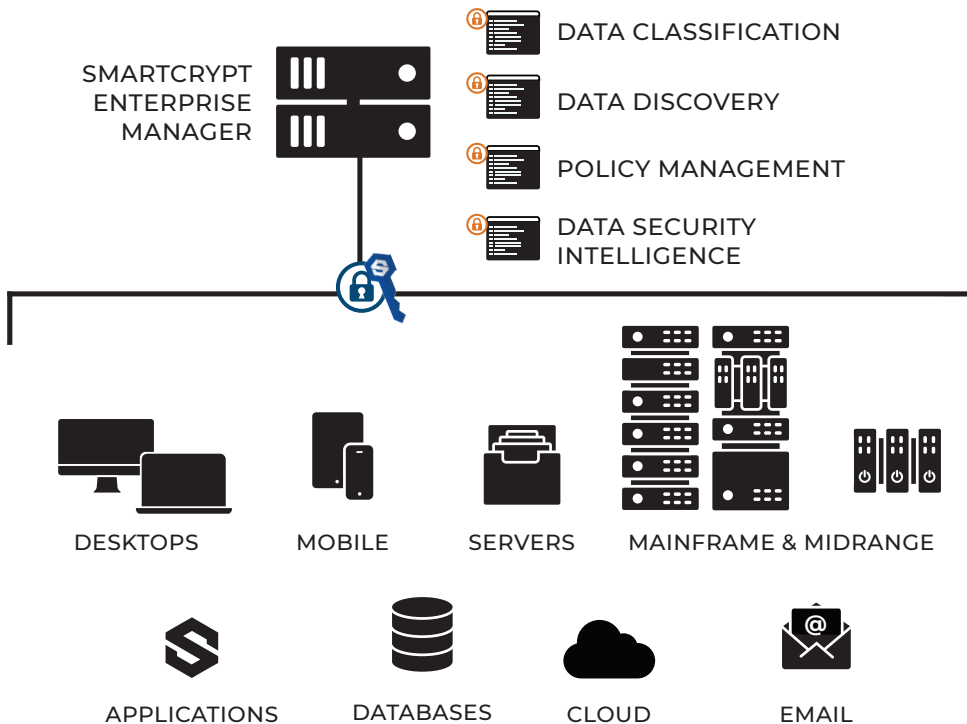 SMARTCRYPT
ENTERPRISE
MANAGER
DATA CLASSIFICATION
DATA DISCOVERY
POLICY MANAGEMENT
DATA SECURITY
INTELLIGENCE
DESKTOPS
MOBILE
SERVERS
MAINFRAME & MIDRANGE
@
APPLICATIONS
DATABASES
CLOUD
EMAIL